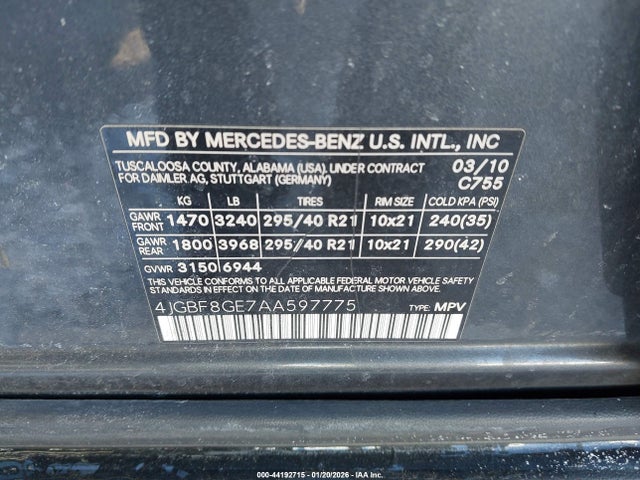 MFD BY MERCEDES-BENZ U.S. INTL., INC
TUSCALOOSA COUNTY, ALABAMA (USA). UNDER CONTRACT 03/10
FOR DAIMLER AG, STUTTGART (GERMANY) C755
KG LB TIRES RIM SIZE COLD KPA (PSI)
GAWR FRONT 1470 3240 295/40 R21 10x21 240(35)
GAWR REAR 1800 3968 295/40 R21 10x21 290(42)
GVWR 3150 6944
THIS VEHICLE CONFORMS TO ALL APPLICABLE FEDERAL MOTOR VEHICLE SAFETY
STANDARDS IN EFFECT ON THE DATE OF MANUFACTURE SHOWN ABOVE.
4JGBF8GE7AA597775 TYPE: MPV
000-44192715 - 01/20/2026 - IAA Holdings, LLC